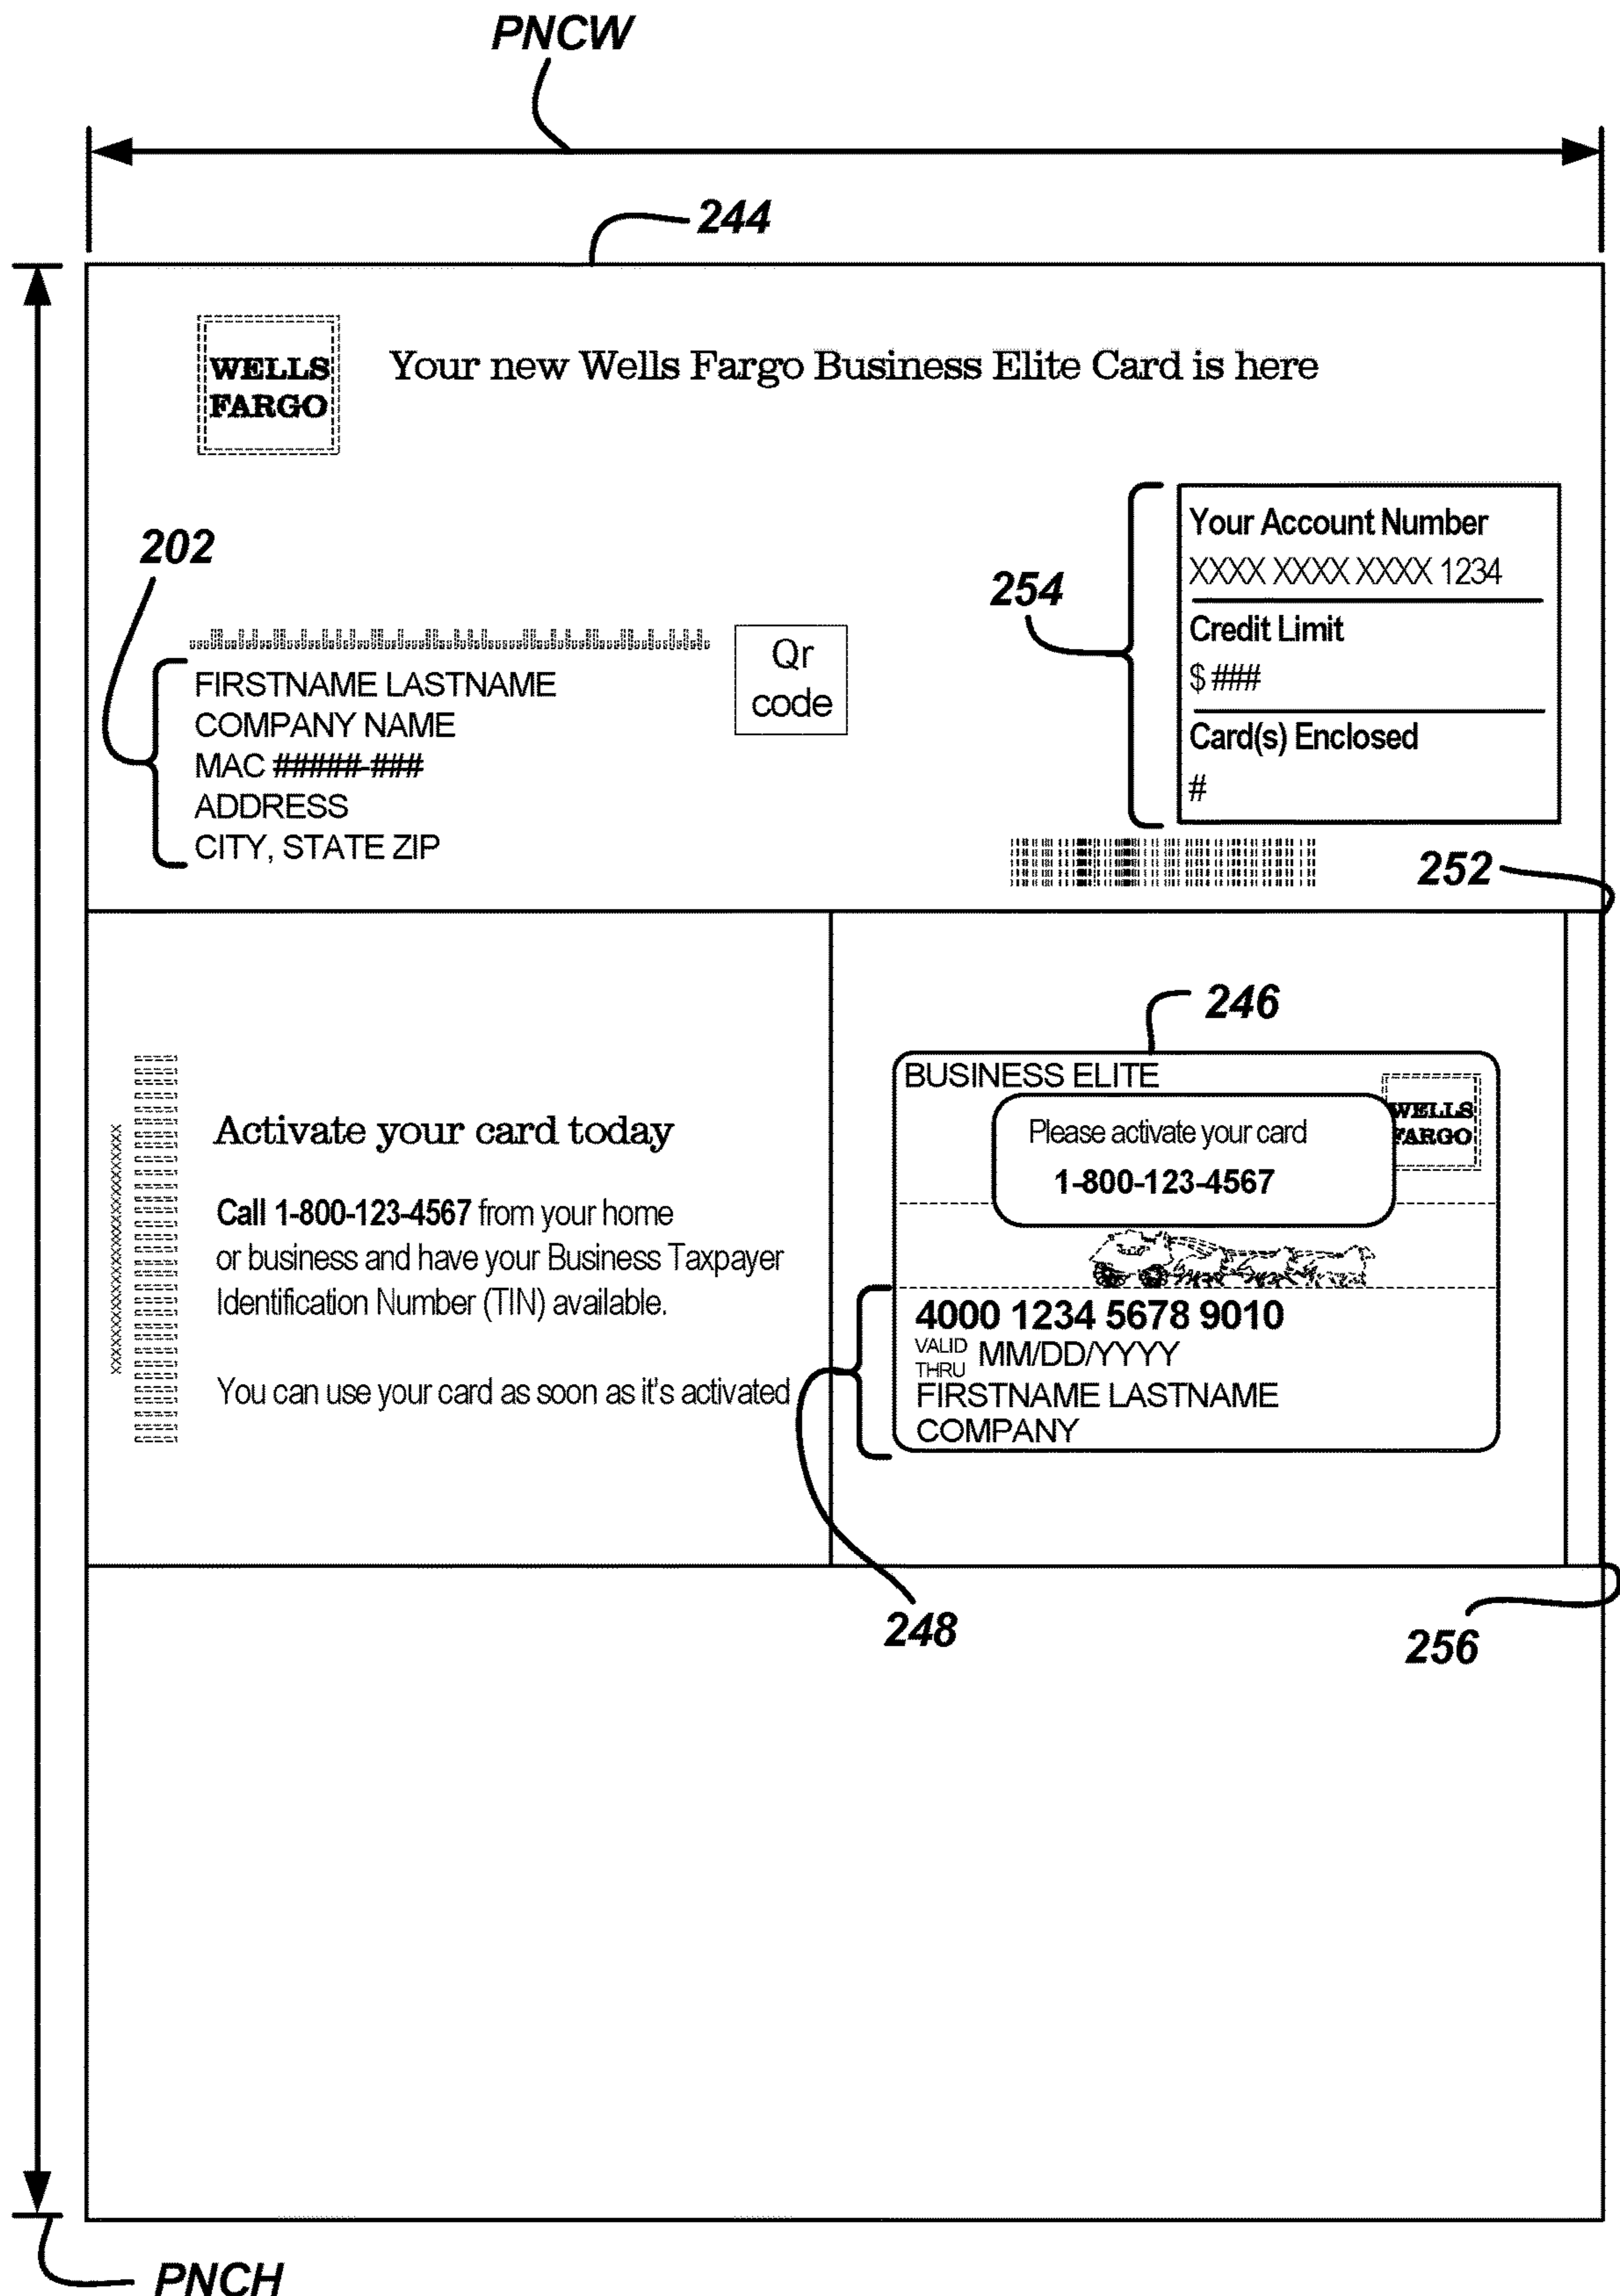 PNCW
244
WELLS
FARGO
Your new Wells Fargo Business Elite Card is here
202
254
Your Account Number
XXXX XXXX XXXX 1234
Credit Limit
$ ###
Card(s) Enclosed
#
Qr
code
FIRSTNAME LASTNAME
COMPANY NAME
MAC #####-###
ADDRESS
CITY, STATE ZIP
252
246
BUSINESS ELITE
WELLS
FARGO
Please activate your card
1-800-123-4567
Activate your card today
Call 1-800-123-4567 from your home
or business and have your Business Taxpayer
Identification Number (TIN) available.
You can use your card as soon as it's activated
4000 1234 5678 9010
VALID
THRU MM/DD/YYYY
FIRSTNAME LASTNAME
COMPANY
248
256
PNCH